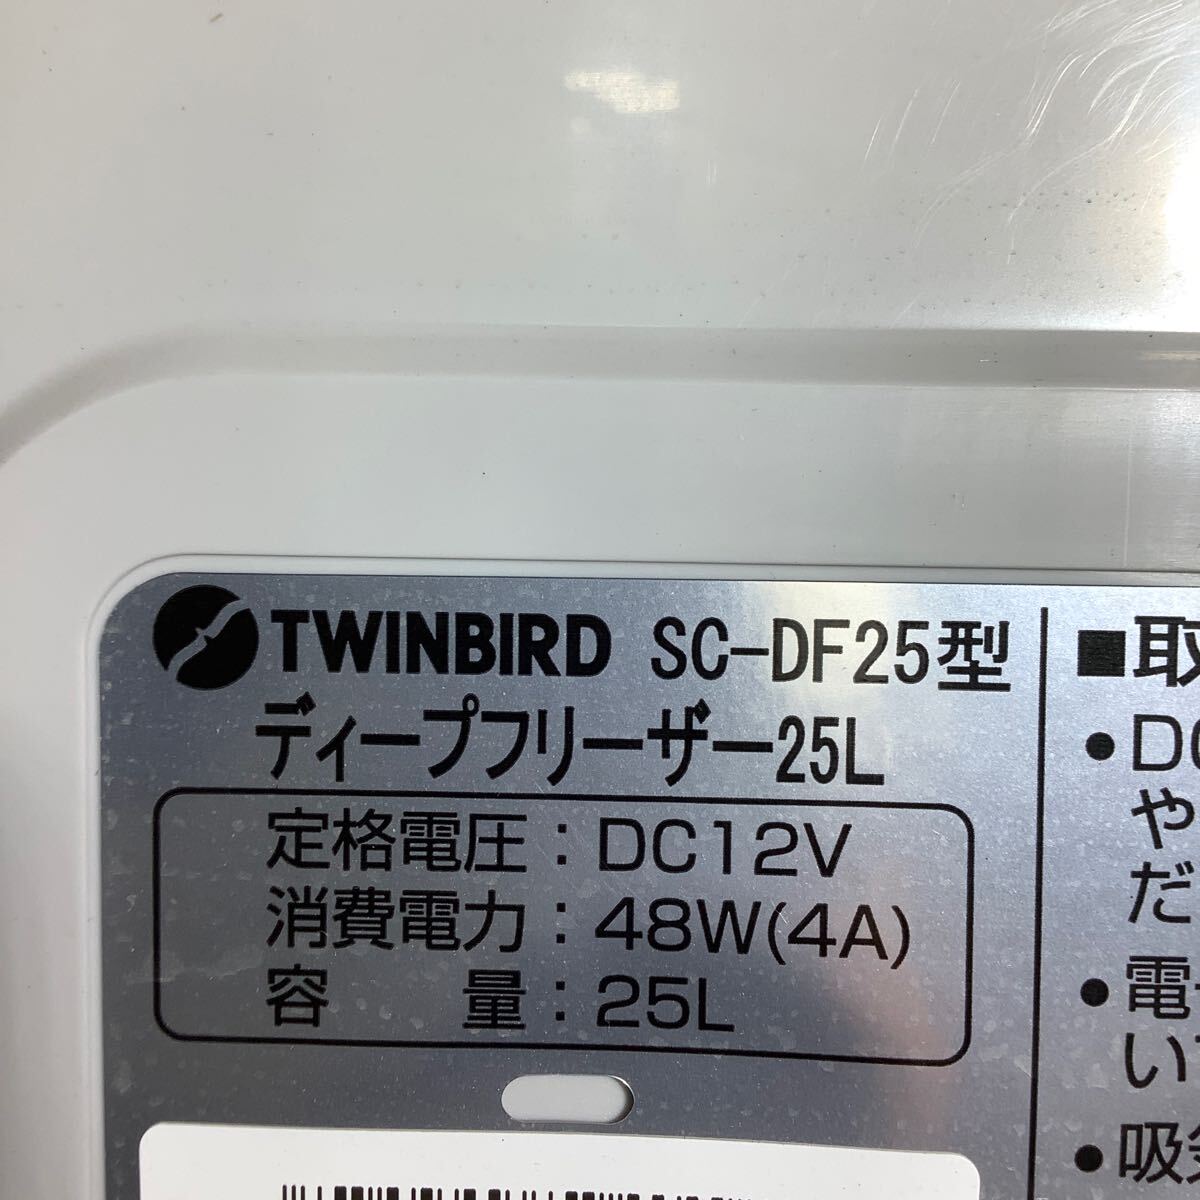 TWINBIRD SC-DF25型
ディープフリーザー25L
定格電圧：DC12V
消費電力：48W(4A)
容量：25L
■取
●DC
や
だ
●電
い
●吸